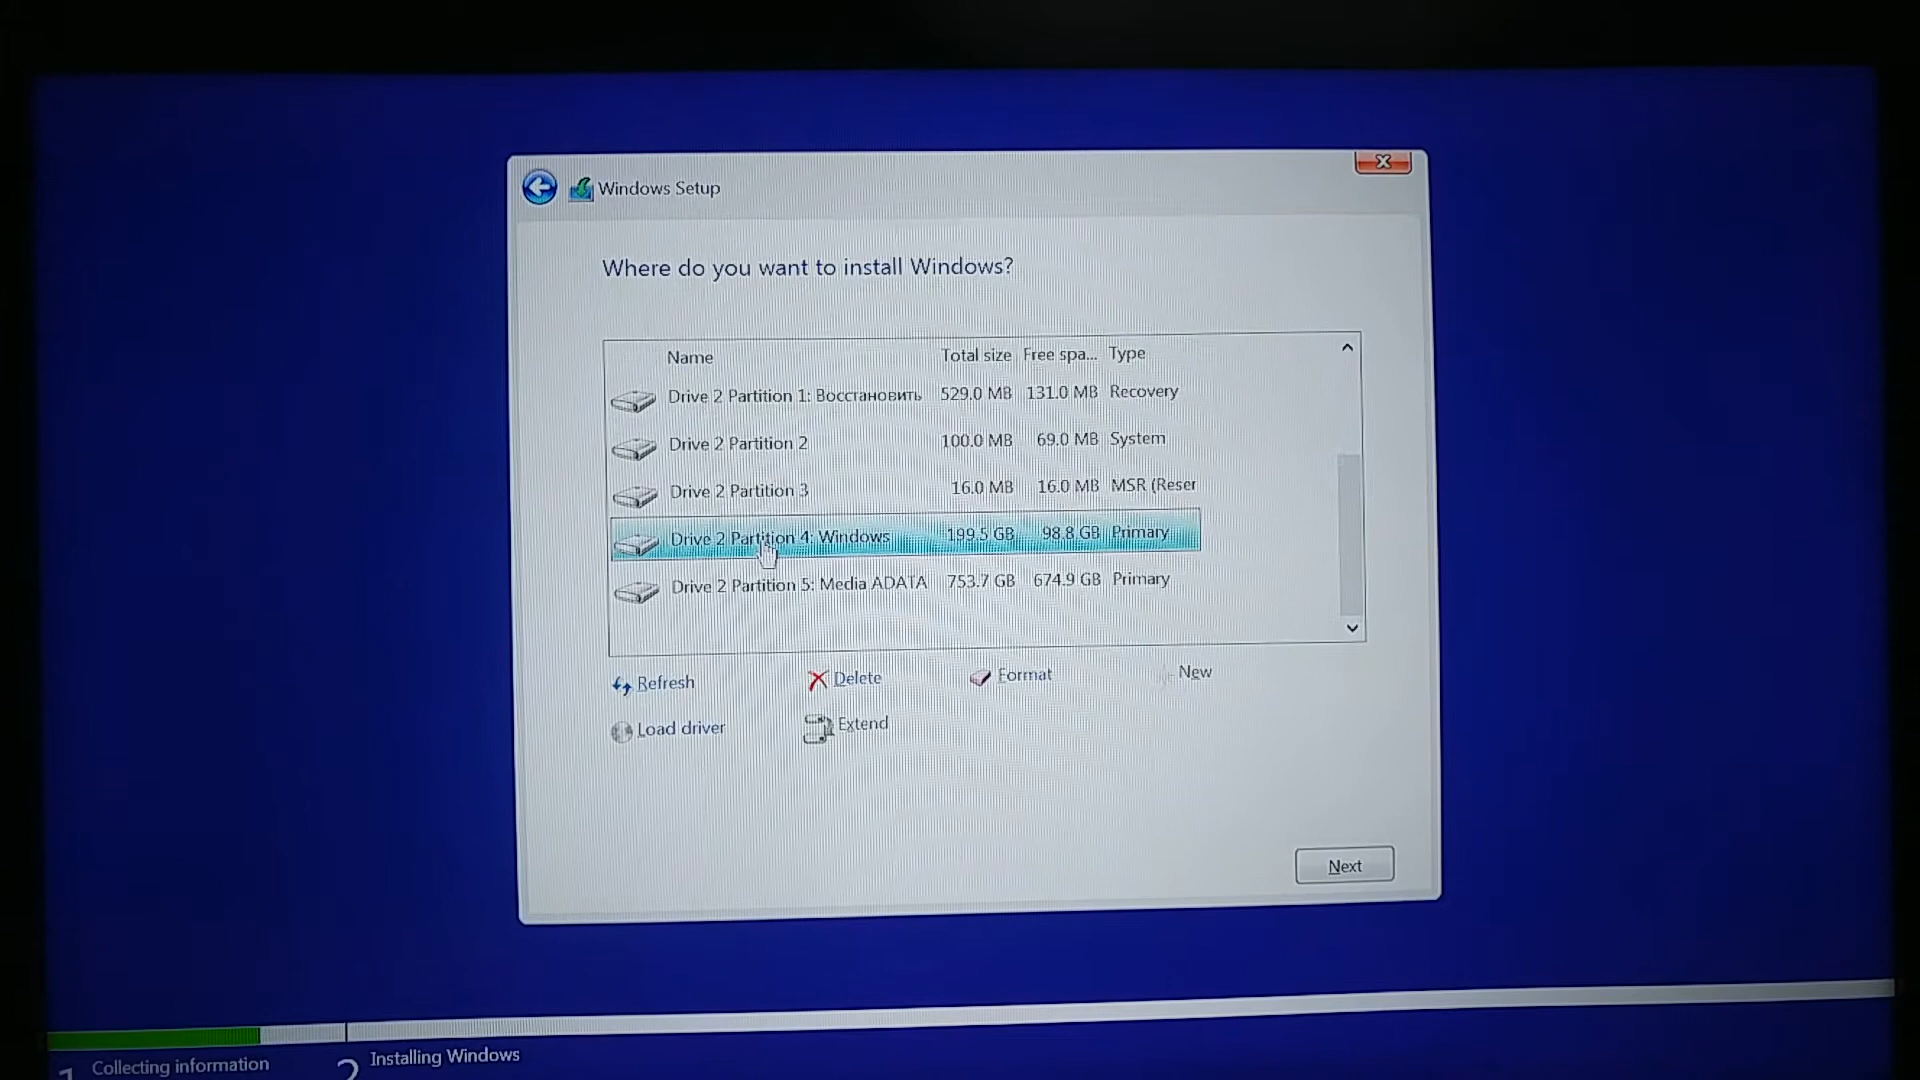 Windows Setup
Where do you want to install Windows?
Name Total size Free spa... Type
Drive 2 Partition 1: Восстановить 529.0 MB 131.0 MB Recovery
Drive 2 Partition 2 100.0 MB 69.0 MB System
Drive 2 Partition 3 16.0 MB 16.0 MB MSR (Reser
Drive 2 Partition 4: Windows 199.5 GB 98.8 GB Primary
Drive 2 Partition 5: Media ADATA 753.7 GB 674.9 GB Primary
Refresh Delete Format New
Load driver Extend
Next
1 Collecting information 2 Installing Windows